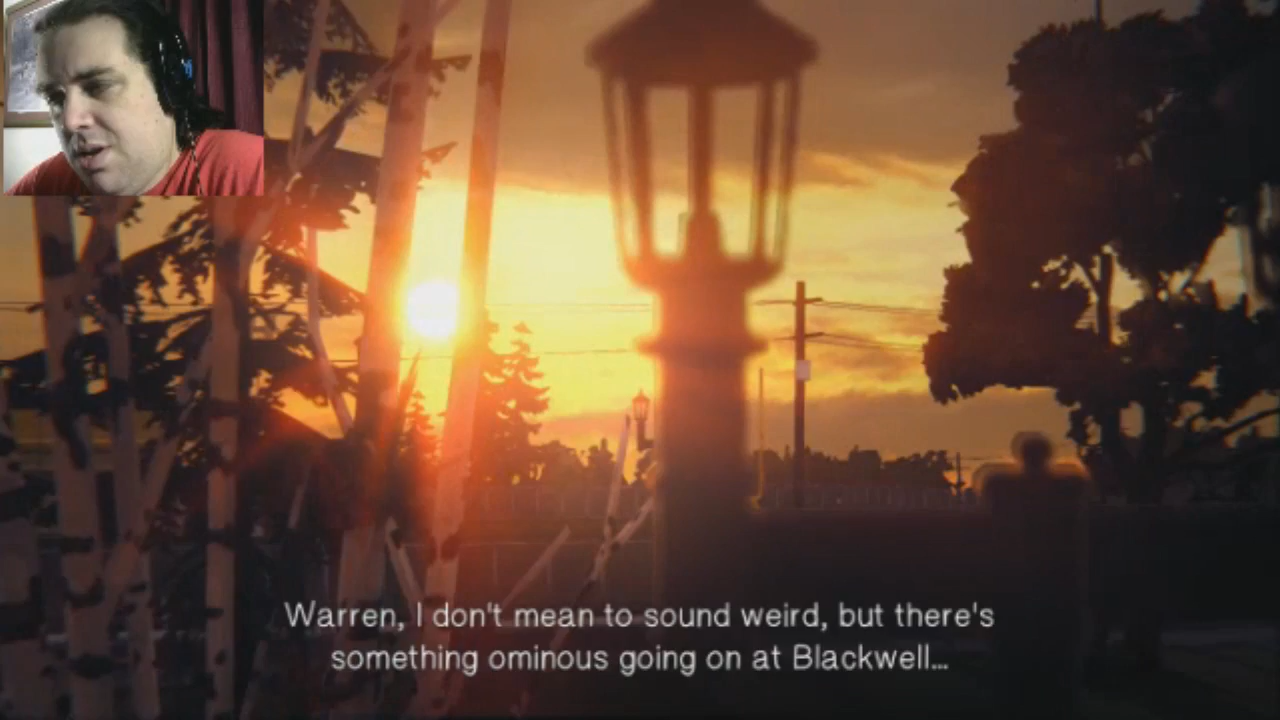 Warren, I don't mean to sound weird, but there's
something ominous going on at Blackwell...